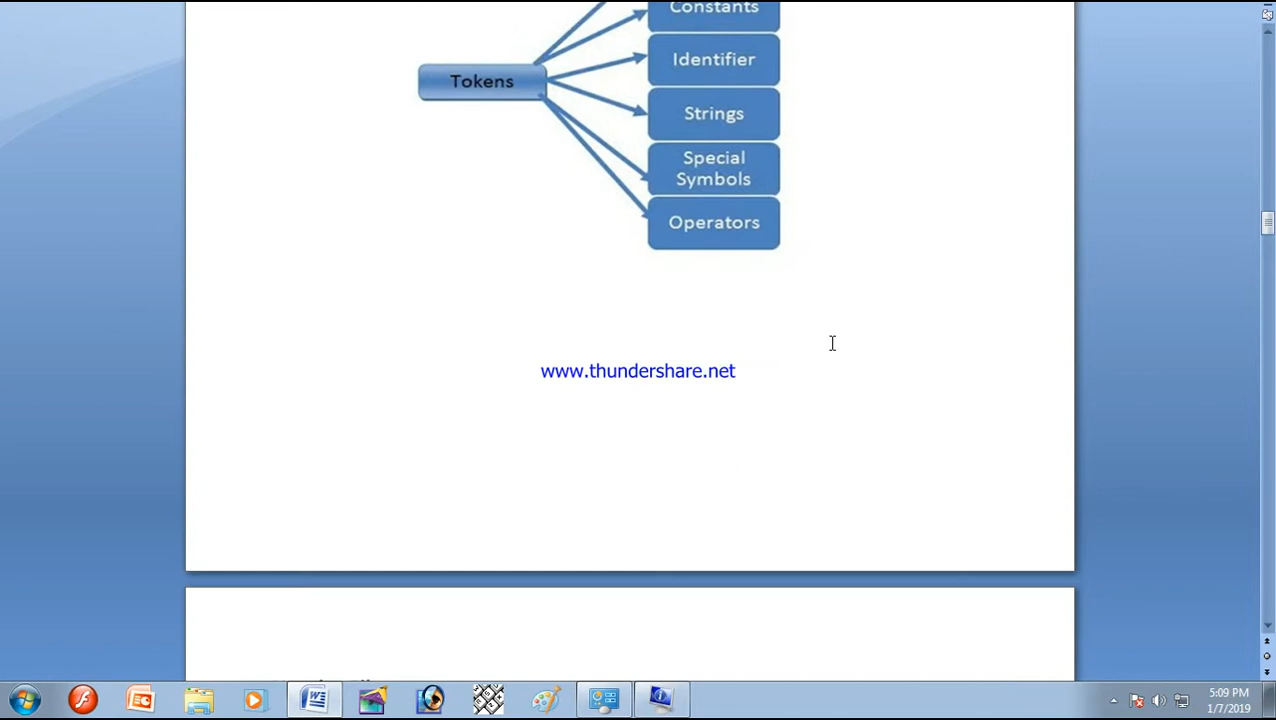 Constants
Tokens
Identifier
Strings
Special
Symbols
Operators
www.thundershare.net
5:09 PM
1/7/2019